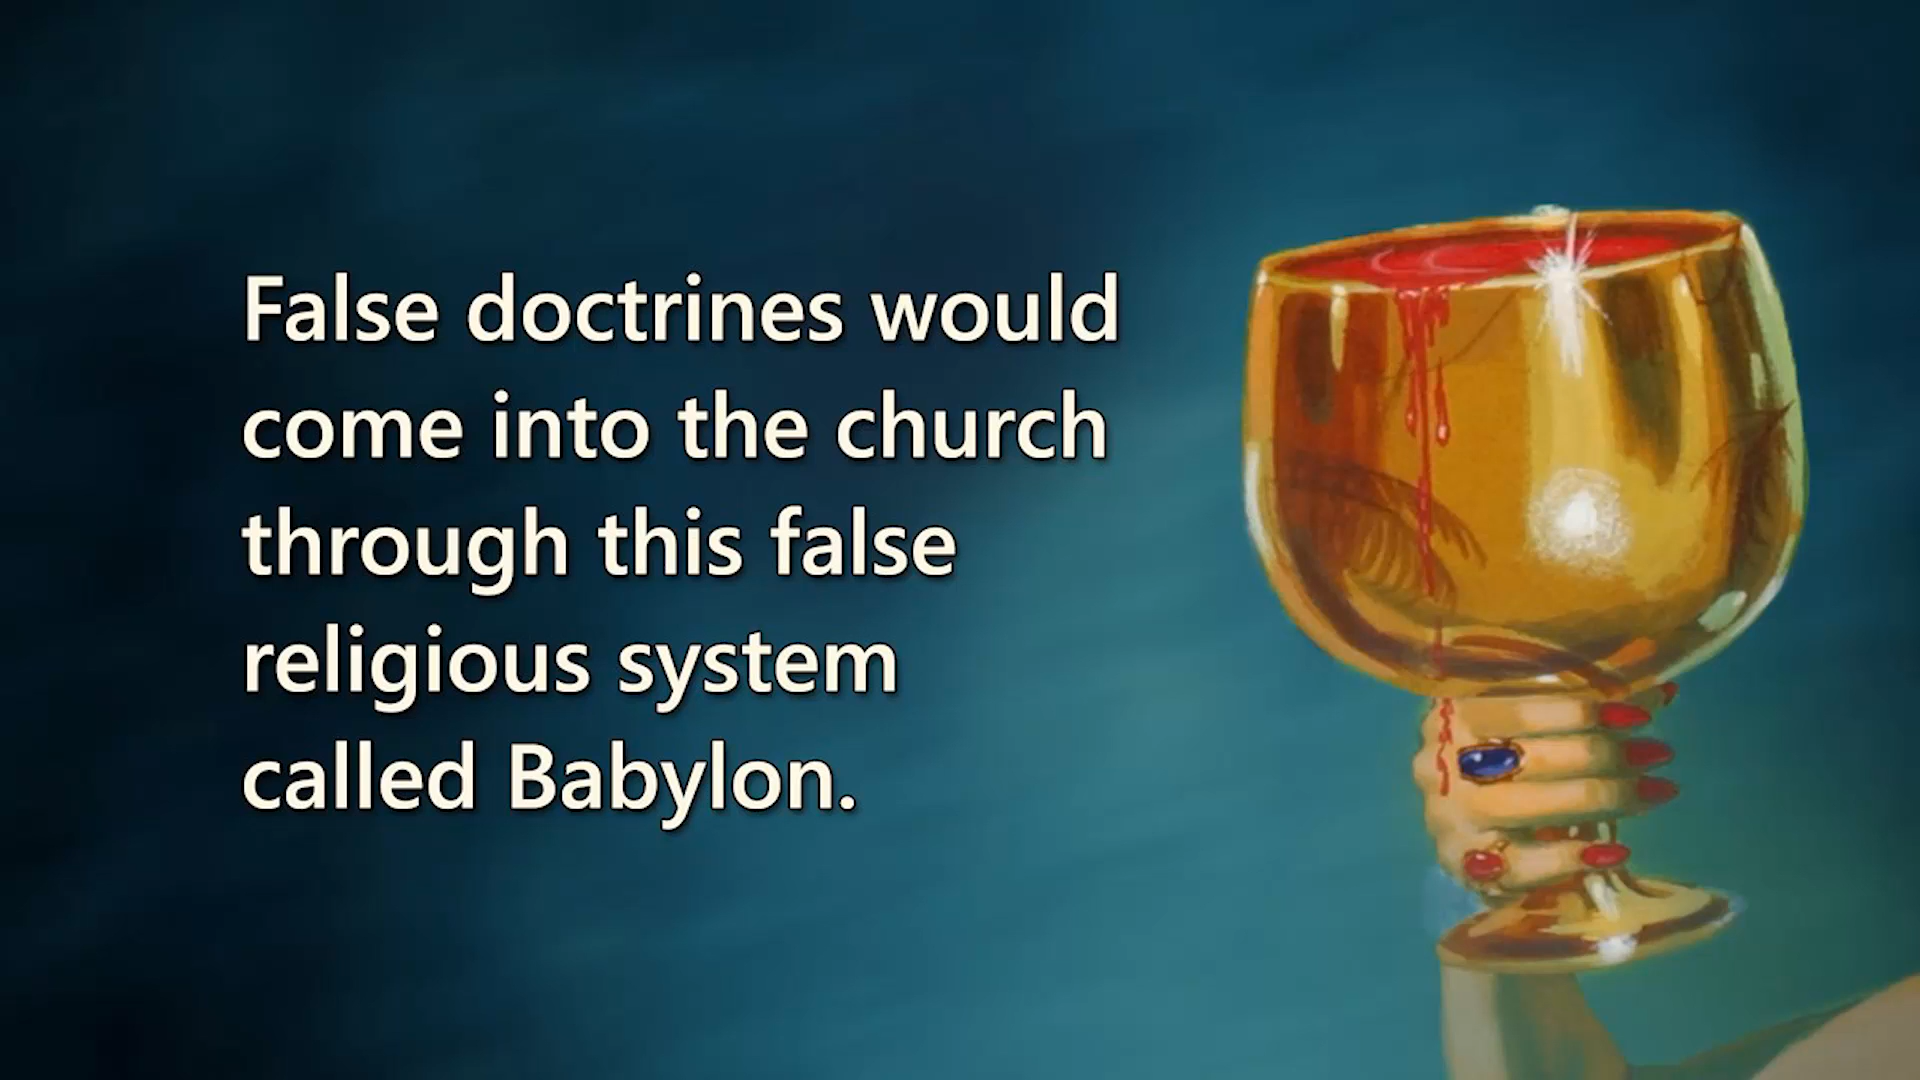 False doctrines would
come into the church
through this false
religious system
called Babylon.